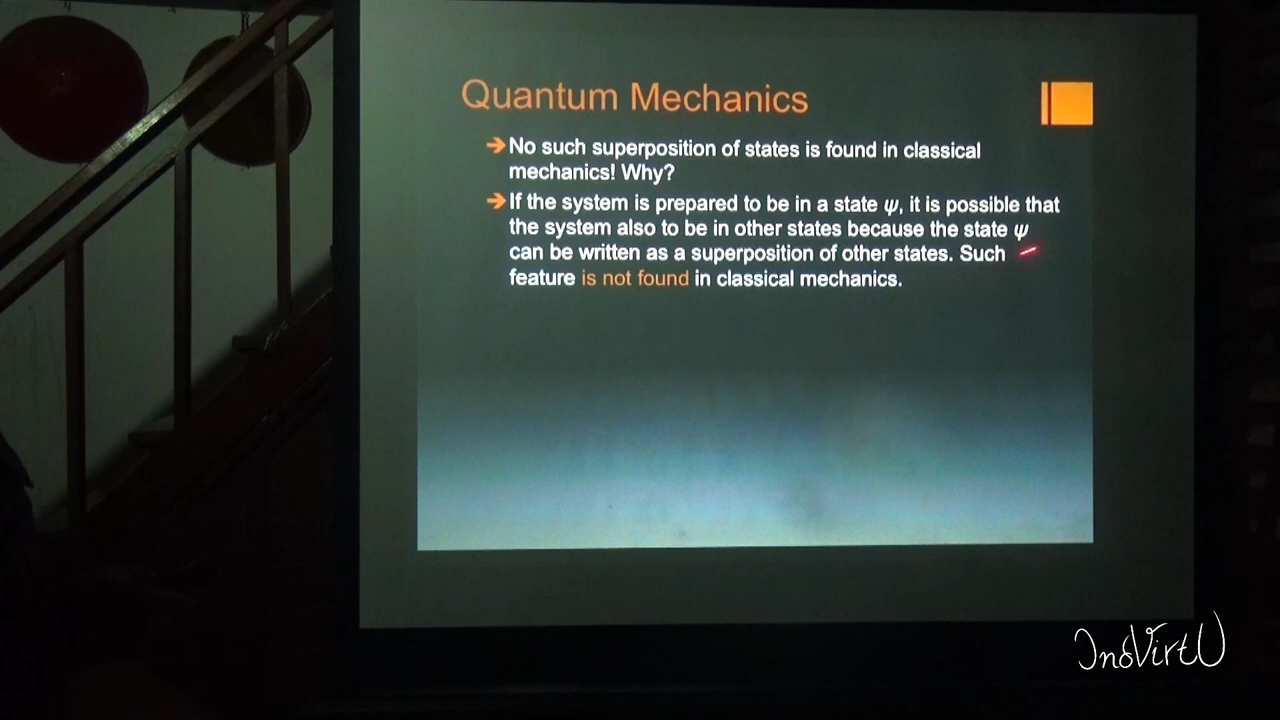 Quantum Mechanics
➔ No such superposition of states is found in classical
mechanics! Why?
➔ If the system is prepared to be in a state ψ, it is possible that
the system also to be in other states because the state ψ
can be written as a superposition of other states. Such
feature is not found in classical mechanics.
InoVirtU